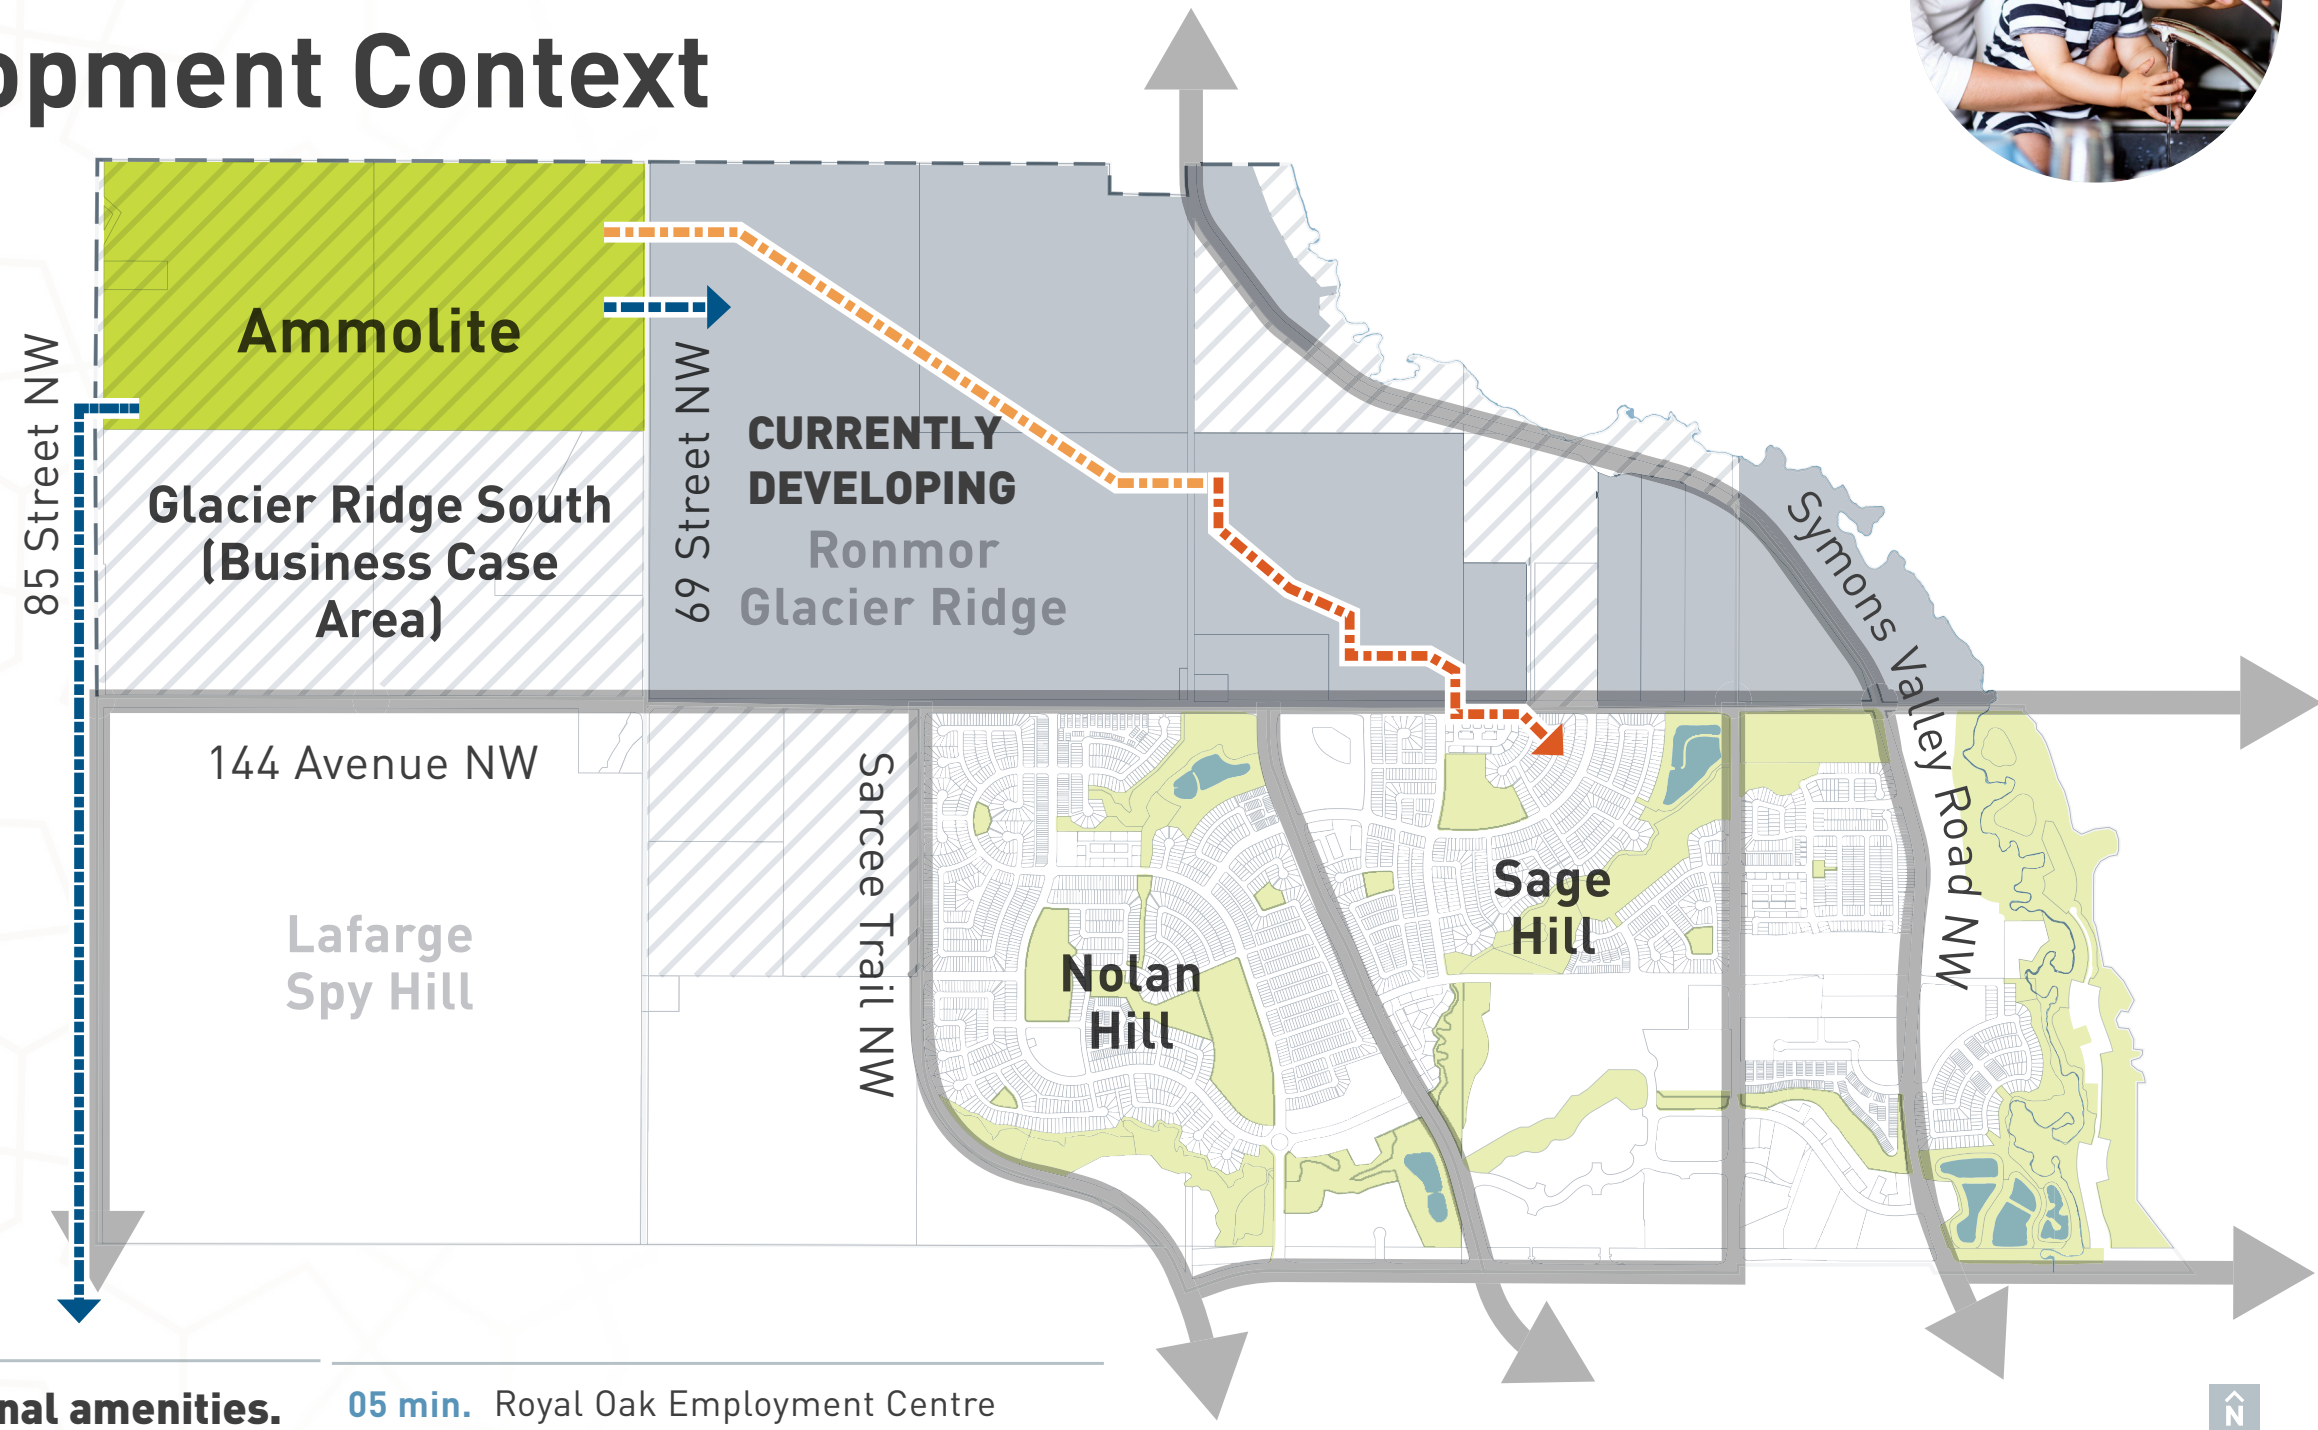 opment Context
Ammolite
85 Street NW
Glacier Ridge South
(Business Case
Area)
69 Street NW
CURRENTLY
DEVELOPING
Ronmor
Glacier Ridge
Symons Valley Road NW
144 Avenue NW
Sarcee Trail NW
Lafarge
Spy Hill
Nolan
Hill
Sage
Hill
nal amenities.
05 min. Royal Oak Employment Centre
N